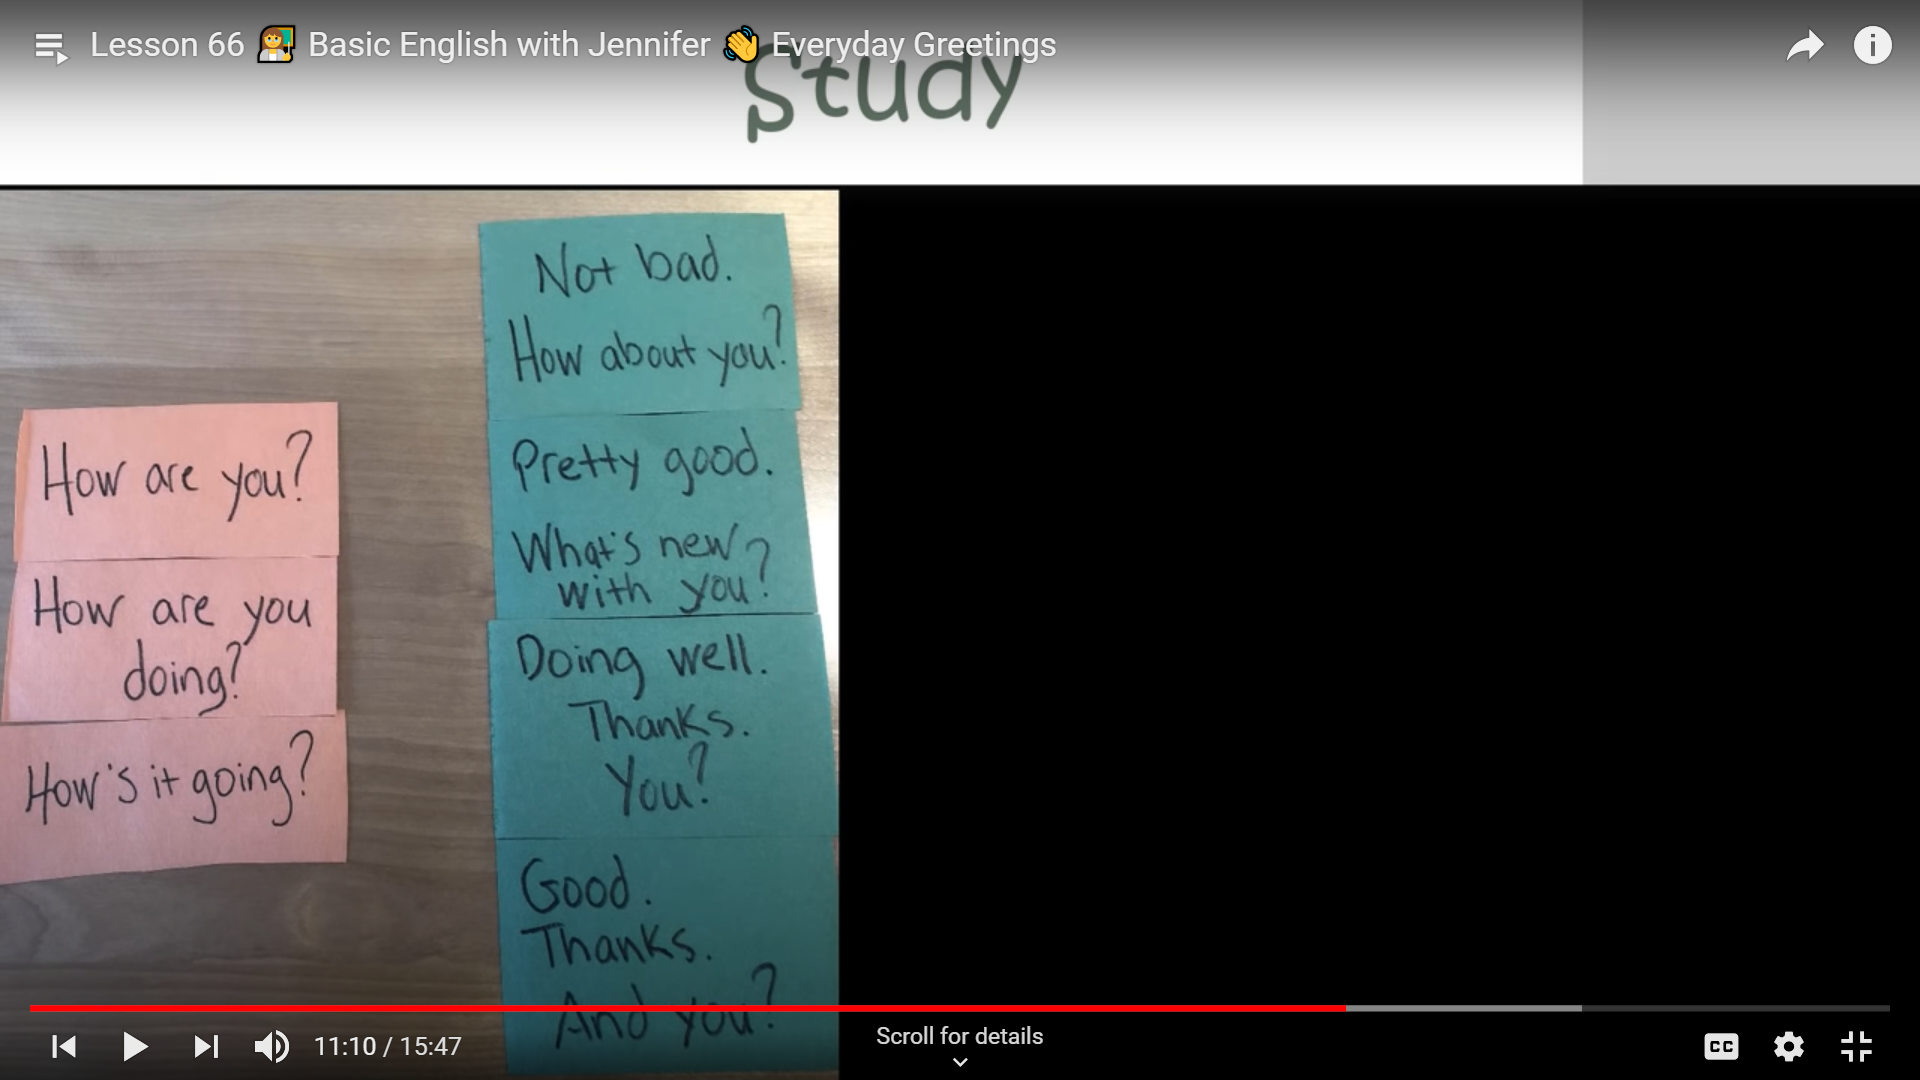 Lesson 66 👩‍🏫 Basic English with Jennifer 👋 Everyday Greetings
Study
How are you?
How are you
doing?
How's it going?
Not bad.
How about you?
Pretty good.
What's new
with you?
Doing well.
Thanks.
You?
Good.
Thanks.
And you?
11:10 / 15:47
Scroll for details
CC